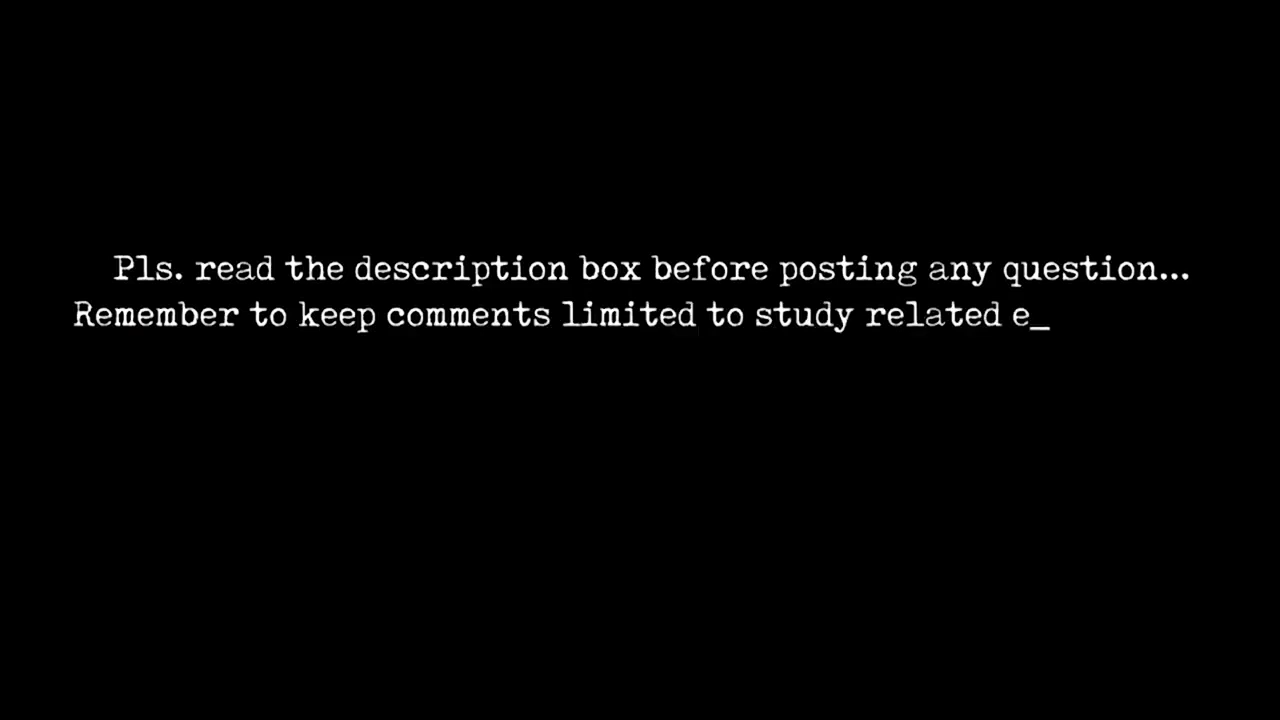 Pls. read the description box before posting any question...
Remember to keep comments limited to study related e_